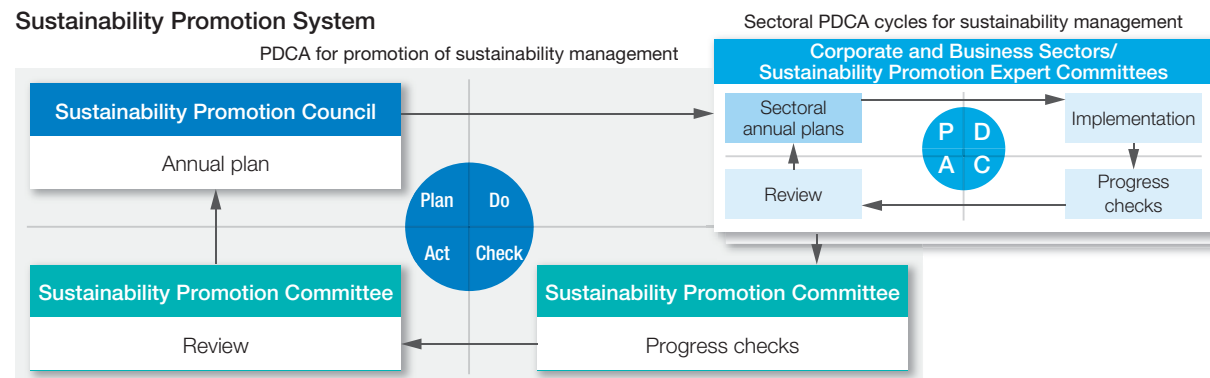 Sustainability Promotion System
PDCA for promotion of sustainability management
Sectoral PDCA cycles for sustainability management
Corporate and Business Sectors/
Sustainability Promotion Expert Committees
Sectoral
annual plans
Implementation
P D
A C
Review
Progress
checks
Sustainability Promotion Council
Annual plan
Plan Do
Act Check
Sustainability Promotion Committee
Review
Sustainability Promotion Committee
Progress checks